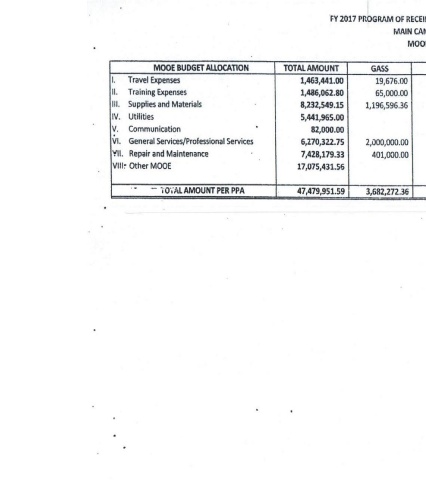 FY 2017 PROGRAM OF RECEI
MAIN CAM
MOO
MOOE BUDGET ALLOCATION TOTAL AMOUNT GASS
I. Travel Expenses 1,463,441.00 19,676.00
II. Training Expenses 1,486,062.80 65,000.00
III. Supplies and Materials 8,232,549.15 1,196,596.36
IV. Utilities 5,441,965.00
V. Communication 82,000.00
VI. General Services/Professional Services 6,270,322.75 2,000,000.00
VII. Repair and Maintenance 7,428,179.33 401,000.00
VIII. Other MOOE 17,075,431.56
TOTAL AMOUNT PER PPA 47,479,951.59 3,682,272.36